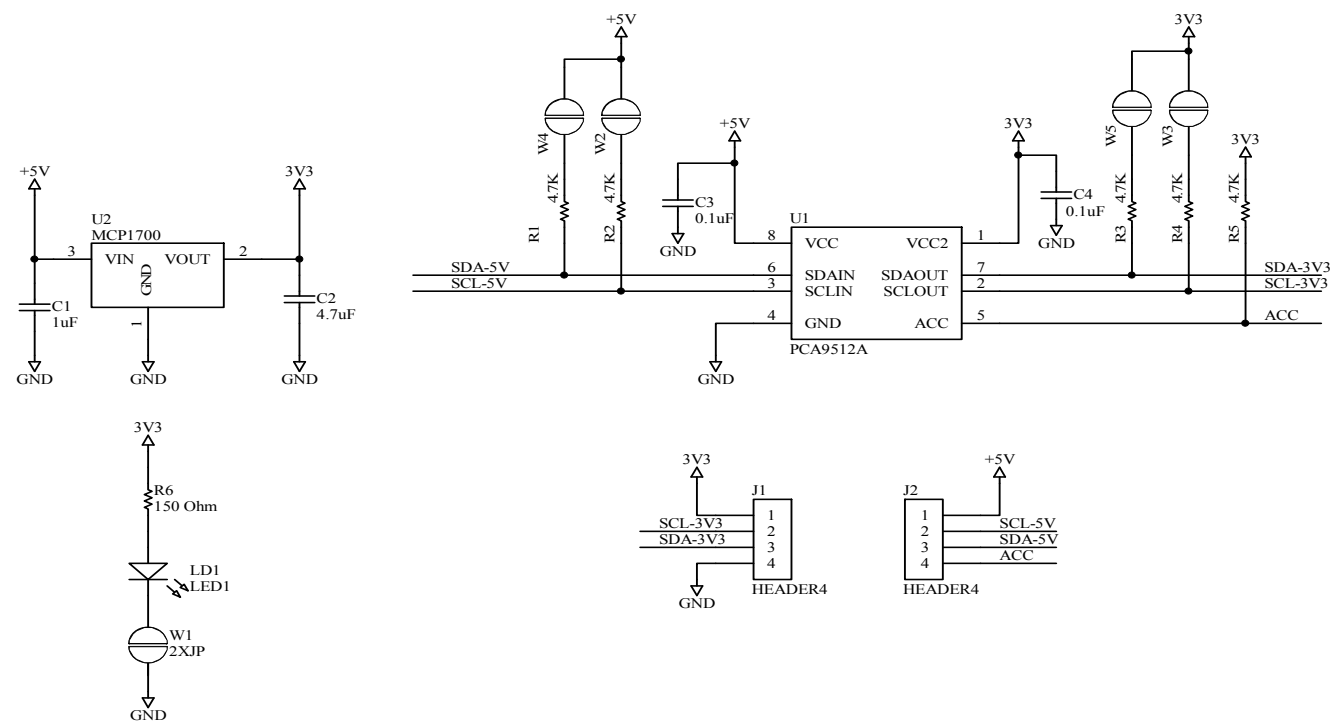 +5V
3V3
U2
MCP1700
3
VIN
VOUT
2
GND
1
C1
1uF
C2
4.7uF
GND
GND
GND
+5V
W4
W2
4.7K
4.7K
R1
R2
+5V
C3
0.1uF
GND
3V3
C4
0.1uF
GND
U1
8
VCC
VCC2
1
SDA-5V
6
SDAIN
SDAOUT
7
SDA-3V3
SCL-5V
3
SCLIN
SCLOUT
2
SCL-3V3
4
GND
ACC
5
ACC
PCA9512A
GND
3V3
W5
W3
3V3
4.7K
4.7K
4.7K
R3
R4
R5
3V3
R6
150 Ohm
LD1
LED1
W1
2XJP
GND
3V3
J1
1
SCL-3V3
2
SDA-3V3
3
4
GND
HEADER4
+5V
J2
1
2
SCL-5V
3
SDA-5V
4
ACC
HEADER4